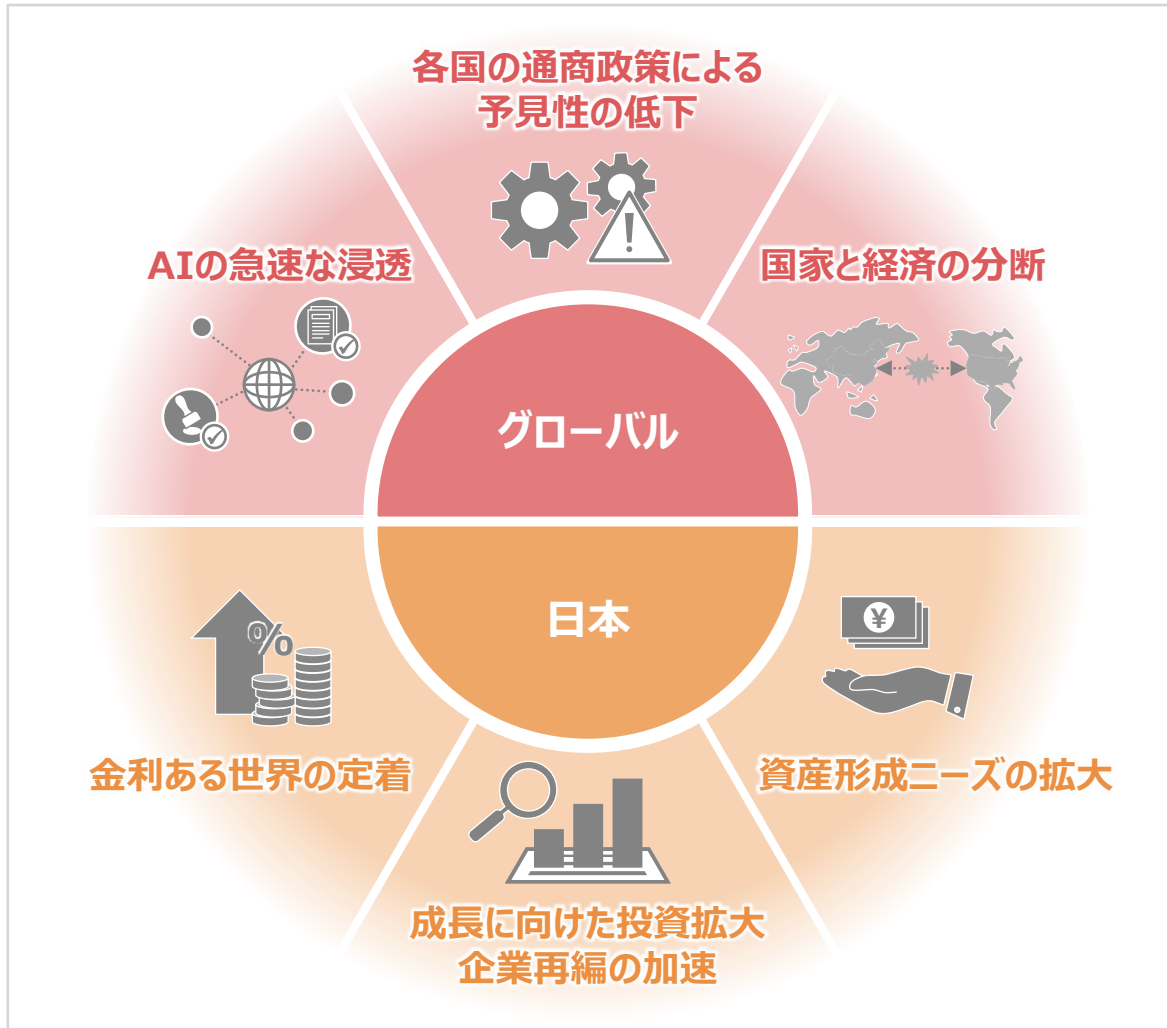 各国の通商政策による
予見性の低下
AIの急速な浸透
国家と経済の分断
グローバル
日本
%
¥
金利ある世界の定着
資産形成ニーズの拡大
成長に向けた投資拡大
企業再編の加速